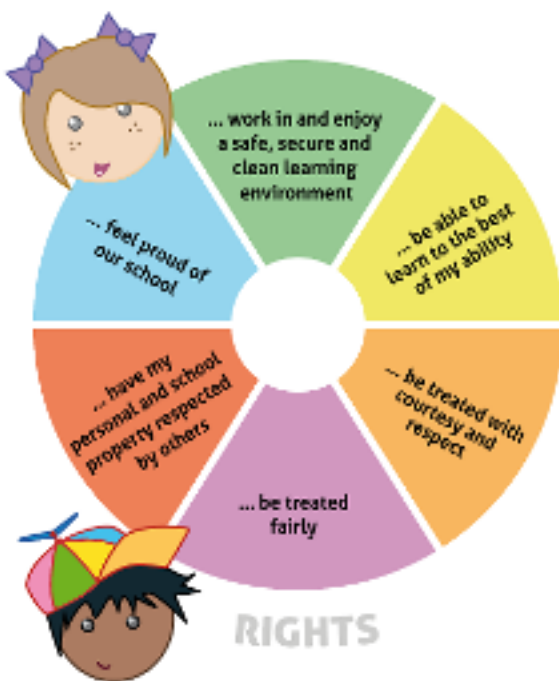 ... work in and enjoy
a safe, secure and
clean learning
environment
... be able to
learn to the best
of my ability
... be treated with
courtesy and
respect
... be treated
fairly
... have my
personal and school
property respected
by others
... feel proud of
our school
RIGHTS